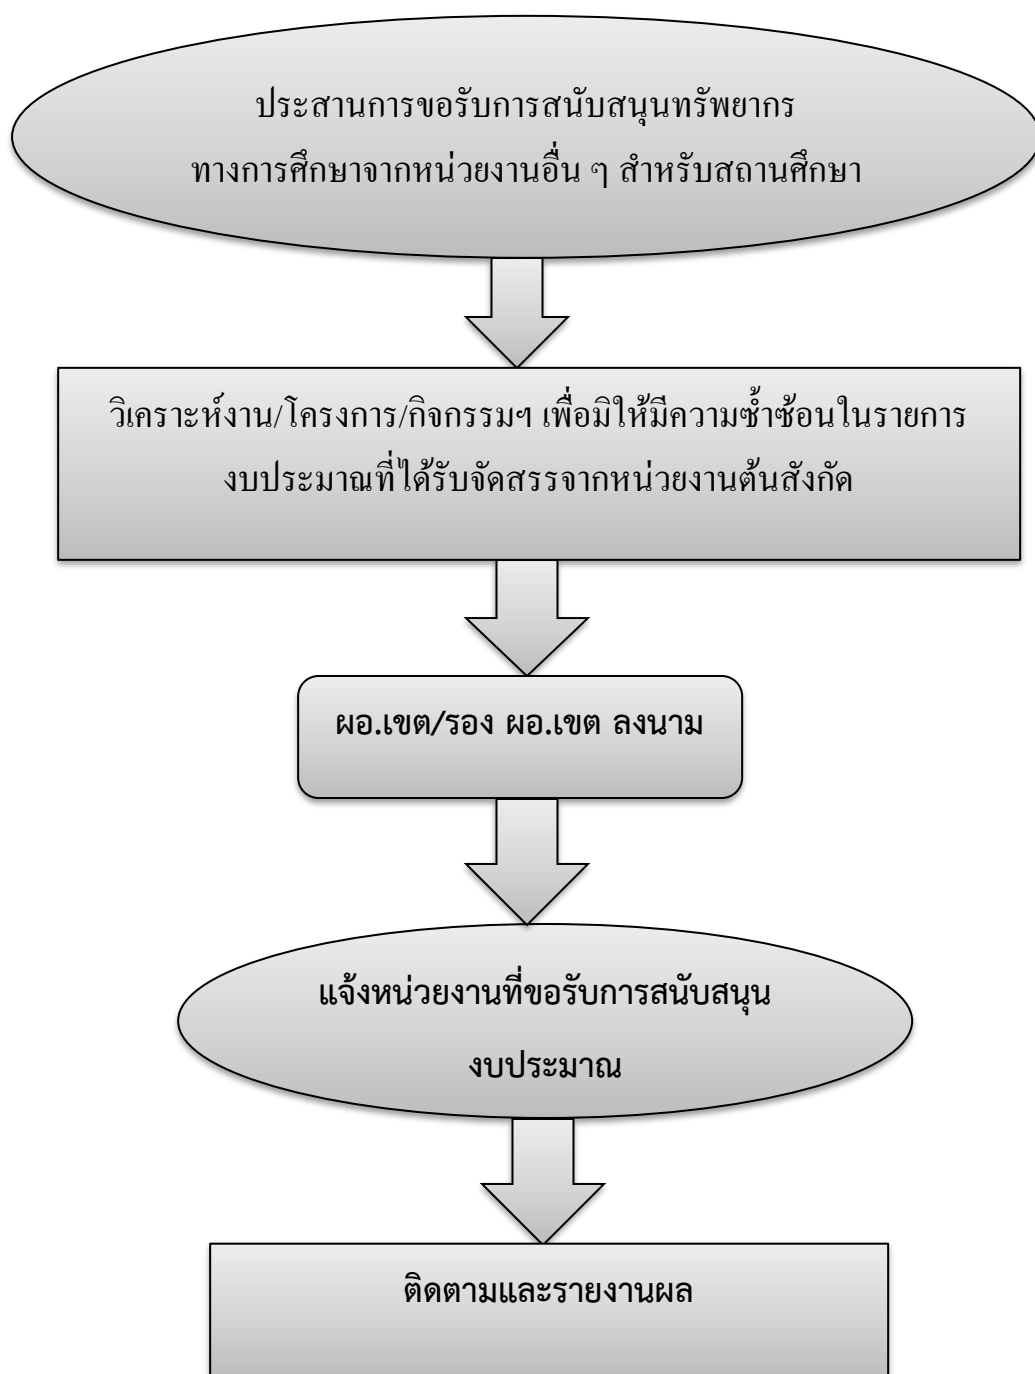 ประสานการขอรับการสนับสนุนทรัพยากร
ทางการศึกษาจากหน่วยงานอื่น ๆ สำหรับสถานศึกษา
วิเคราะห์งาน/โครงการ/กิจกรรมฯ เพื่อมิให้มีความซ้ำซ้อนในรายการ
งบประมาณที่ได้รับจัดสรรจากหน่วยงานต้นสังกัด
ผอ.เขต/รอง ผอ.เขต ลงนาม
แจ้งหน่วยงานที่ขอรับการสนับสนุน
งบประมาณ
ติดตามและรายงานผล